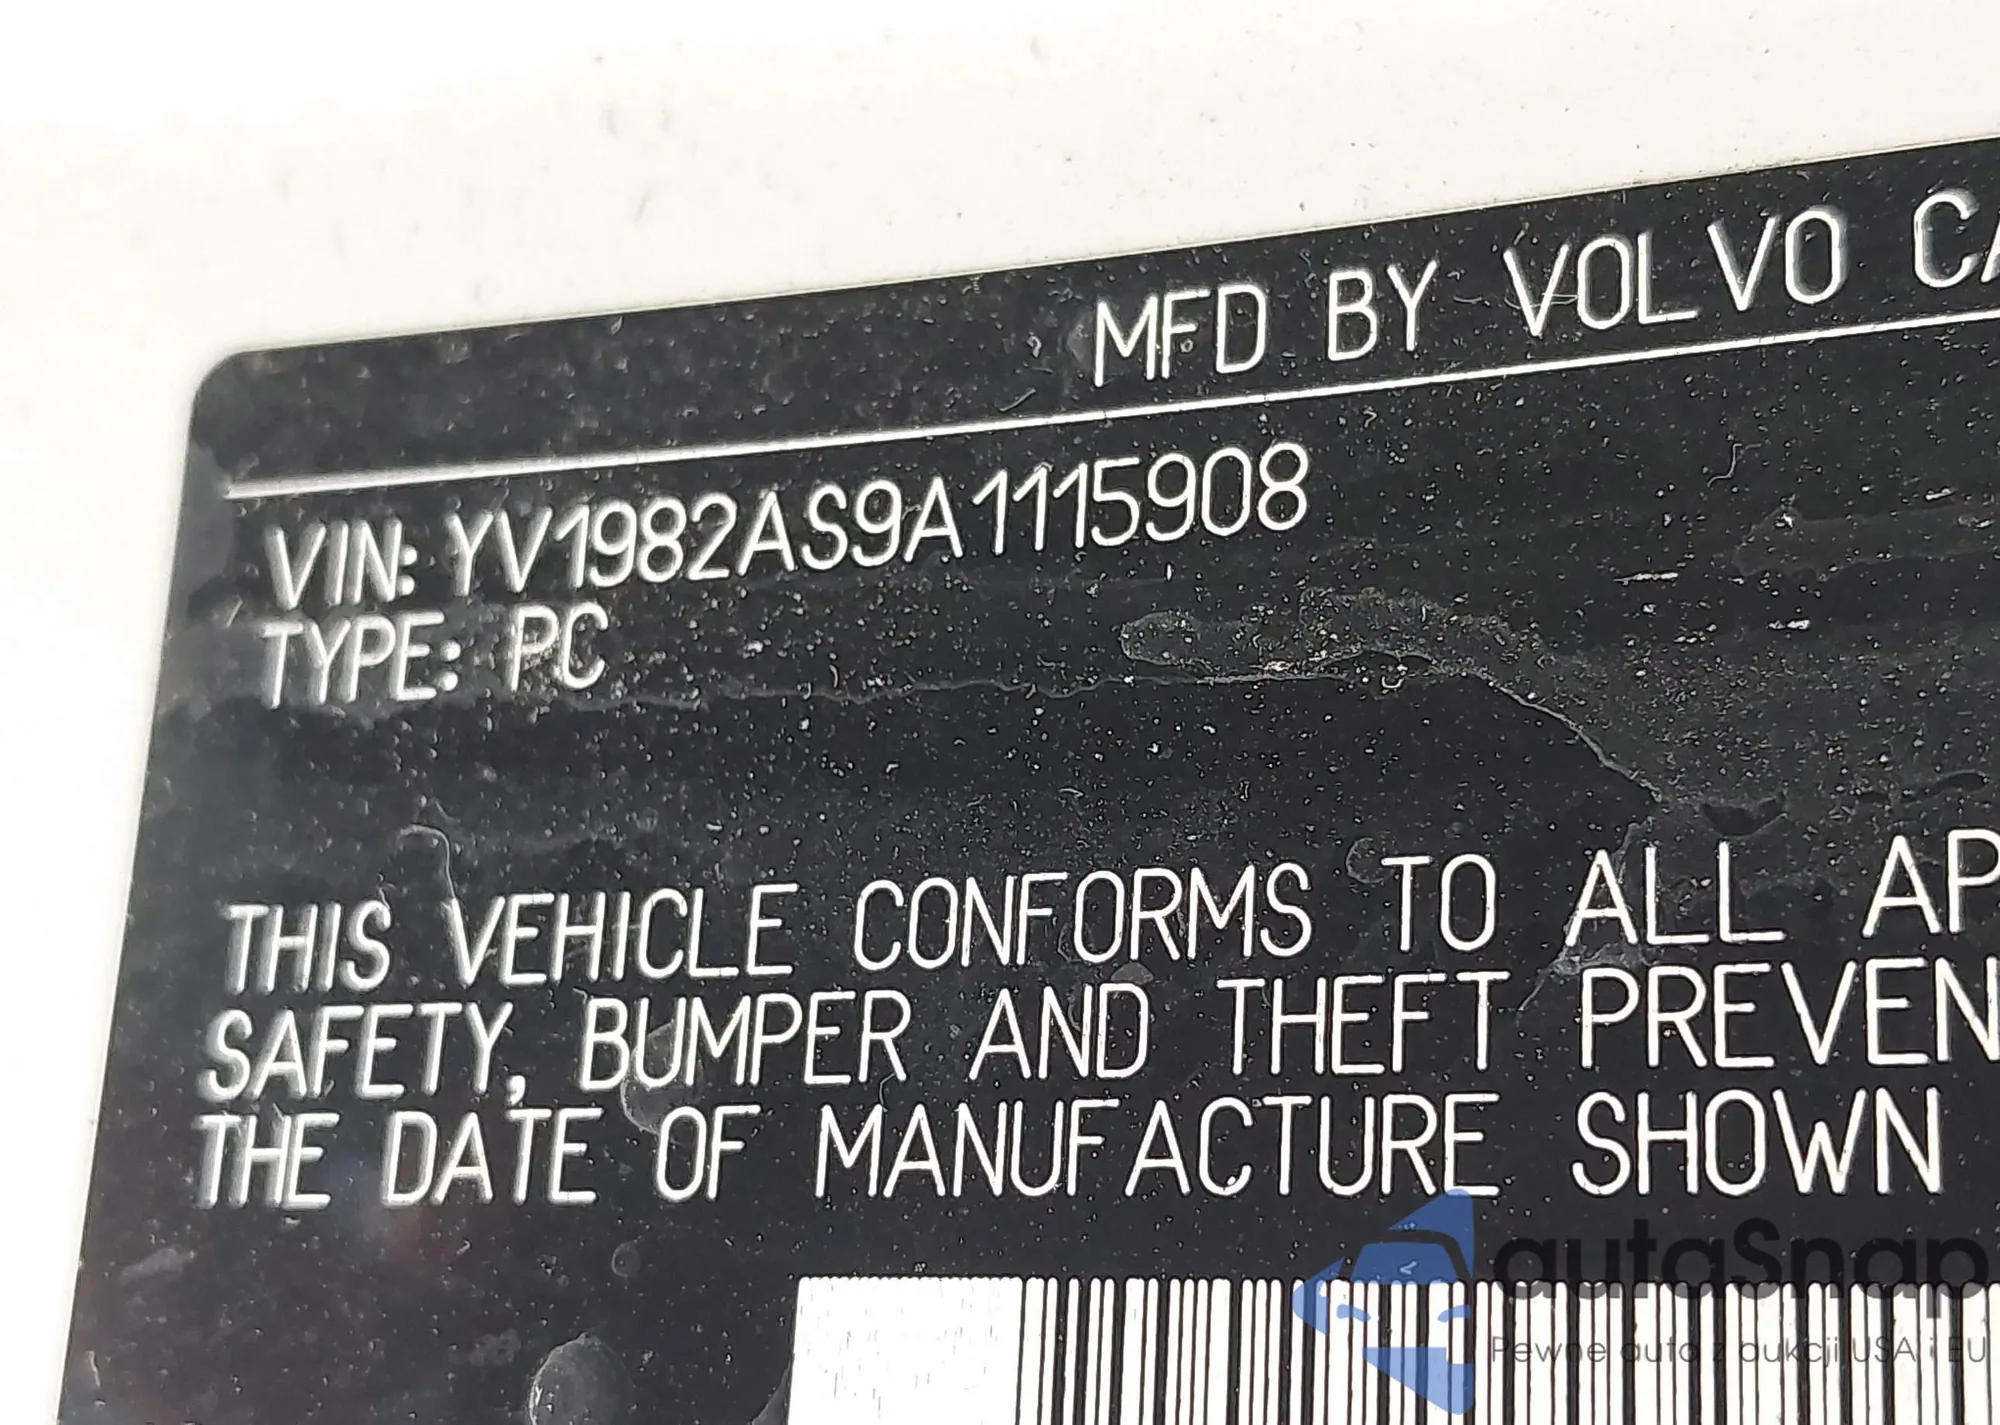 MFD BY VOLVO CA
VIN: YV1982AS9A1115908
TYPE: PC
THIS VEHICLE CONFORMS TO ALL AP
SAFETY, BUMPER AND THEFT PREVEN
THE DATE OF MANUFACTURE SHOWN
autaSnap
Pewne auta z aukcji USA i EU